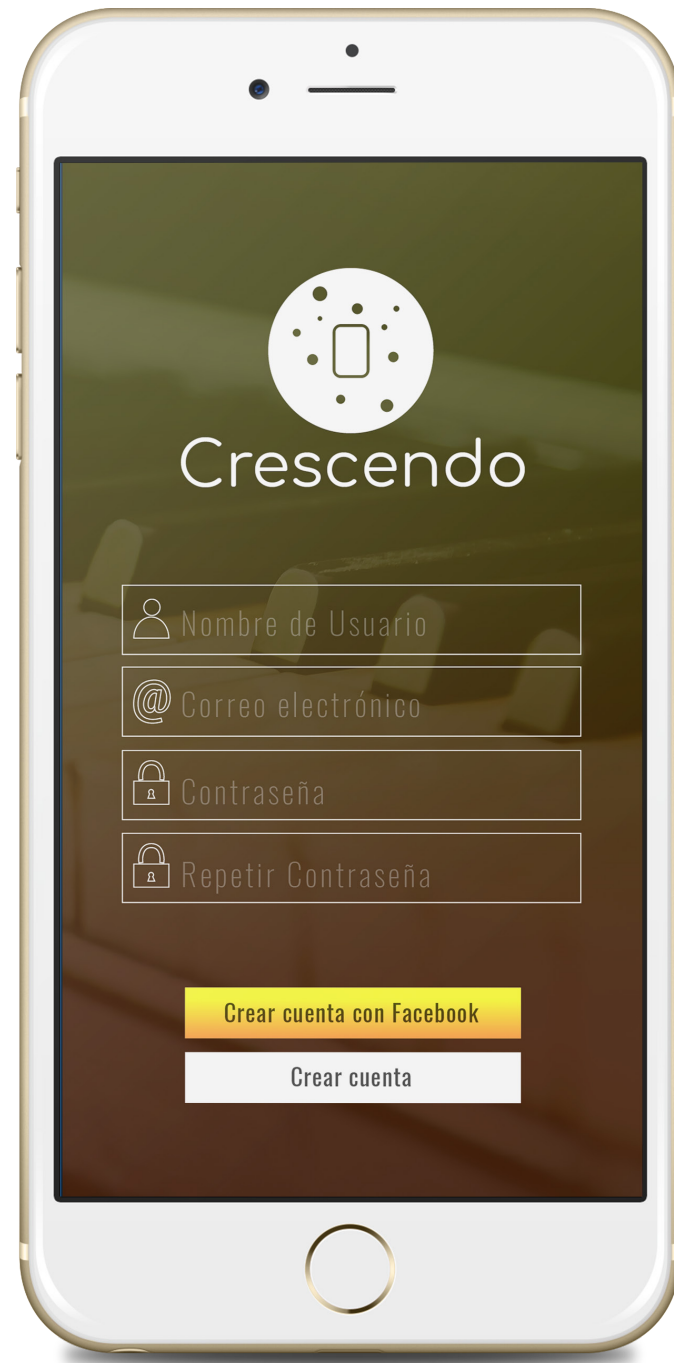 Crescendo
Nombre de Usuario
@ Correo electrónico
Contraseña
Repetir Contraseña
Crear cuenta con Facebook
Crear cuenta